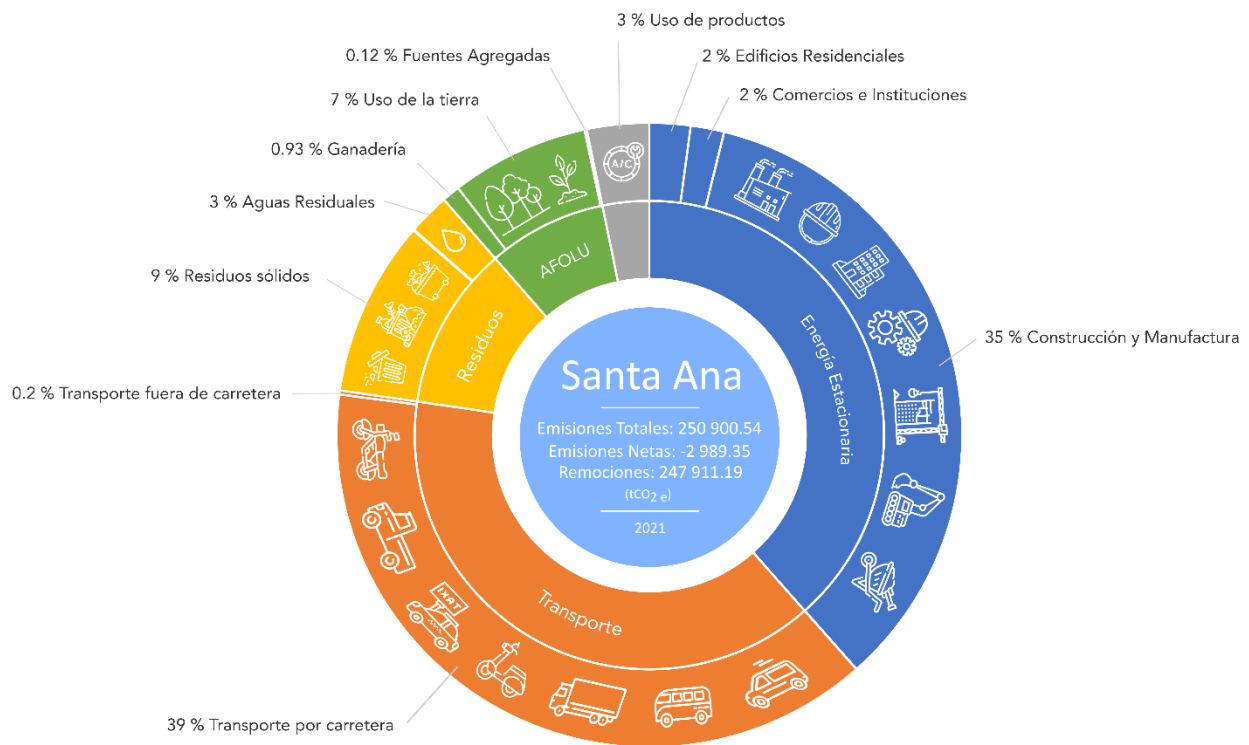 3 % Uso de productos
0.12 % Fuentes Agregadas
2 % Edificios Residenciales
7 % Uso de la tierra
2 % Comercios e Instituciones
0.93 % Ganadería
3 % Aguas Residuales
9 % Residuos sólidos
35 % Construcción y Manufactura
0.2 % Transporte fuera de carretera
39 % Transporte por carretera
A/C
AFOLU
Residuos
Energía Estacionaria
Transporte
TAXI
Santa Ana
Emisiones Totales: 250 900.54
Emisiones Netas: -2 989.35
Remociones: 247 911.19
(tCO2 e)
2021